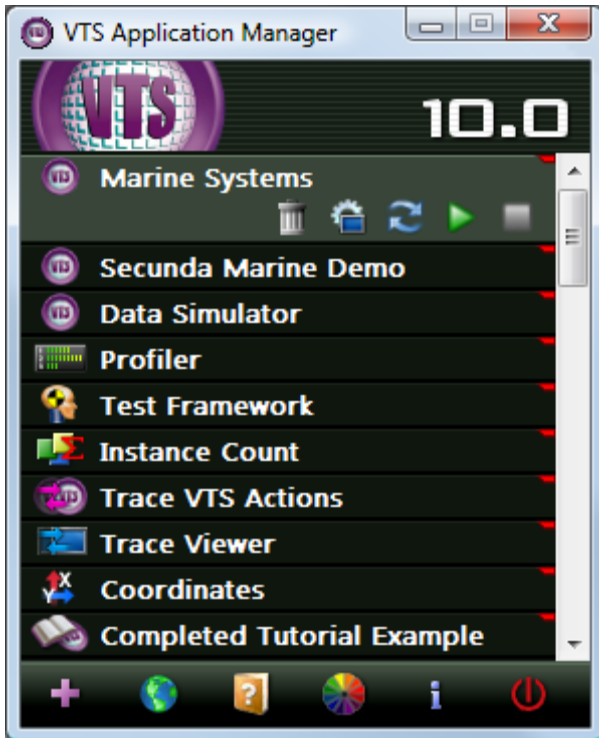 VTS Application Manager
VTS
10.0
Marine Systems
Secunda Marine Demo
Data Simulator
Profiler
Test Framework
Instance Count
Trace VTS Actions
Trace Viewer
X
Y
Coordinates
Completed Tutorial Example
?
i